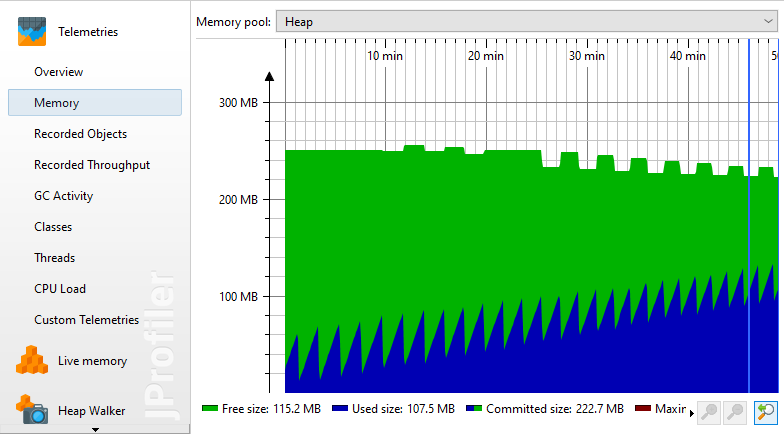 Telemetries
Overview
Memory
Recorded Objects
Recorded Throughput
GC Activity
Classes
Threads
CPU Load
Custom Telemetries
Live memory
Heap Walker
JProfiler
Memory pool: Heap
10 min 20 min 30 min 40 min 50
300 MB
200 MB
100 MB
Free size: 115.2 MB Used size: 107.5 MB Committed size: 222.7 MB Maxir